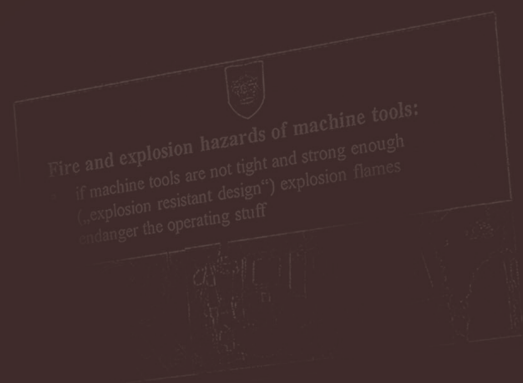 Fire and explosion hazards of machine tools:
if machine tools are not tight and strong enough
(„explosion resistant design“) explosion flames
endanger the operating stuff